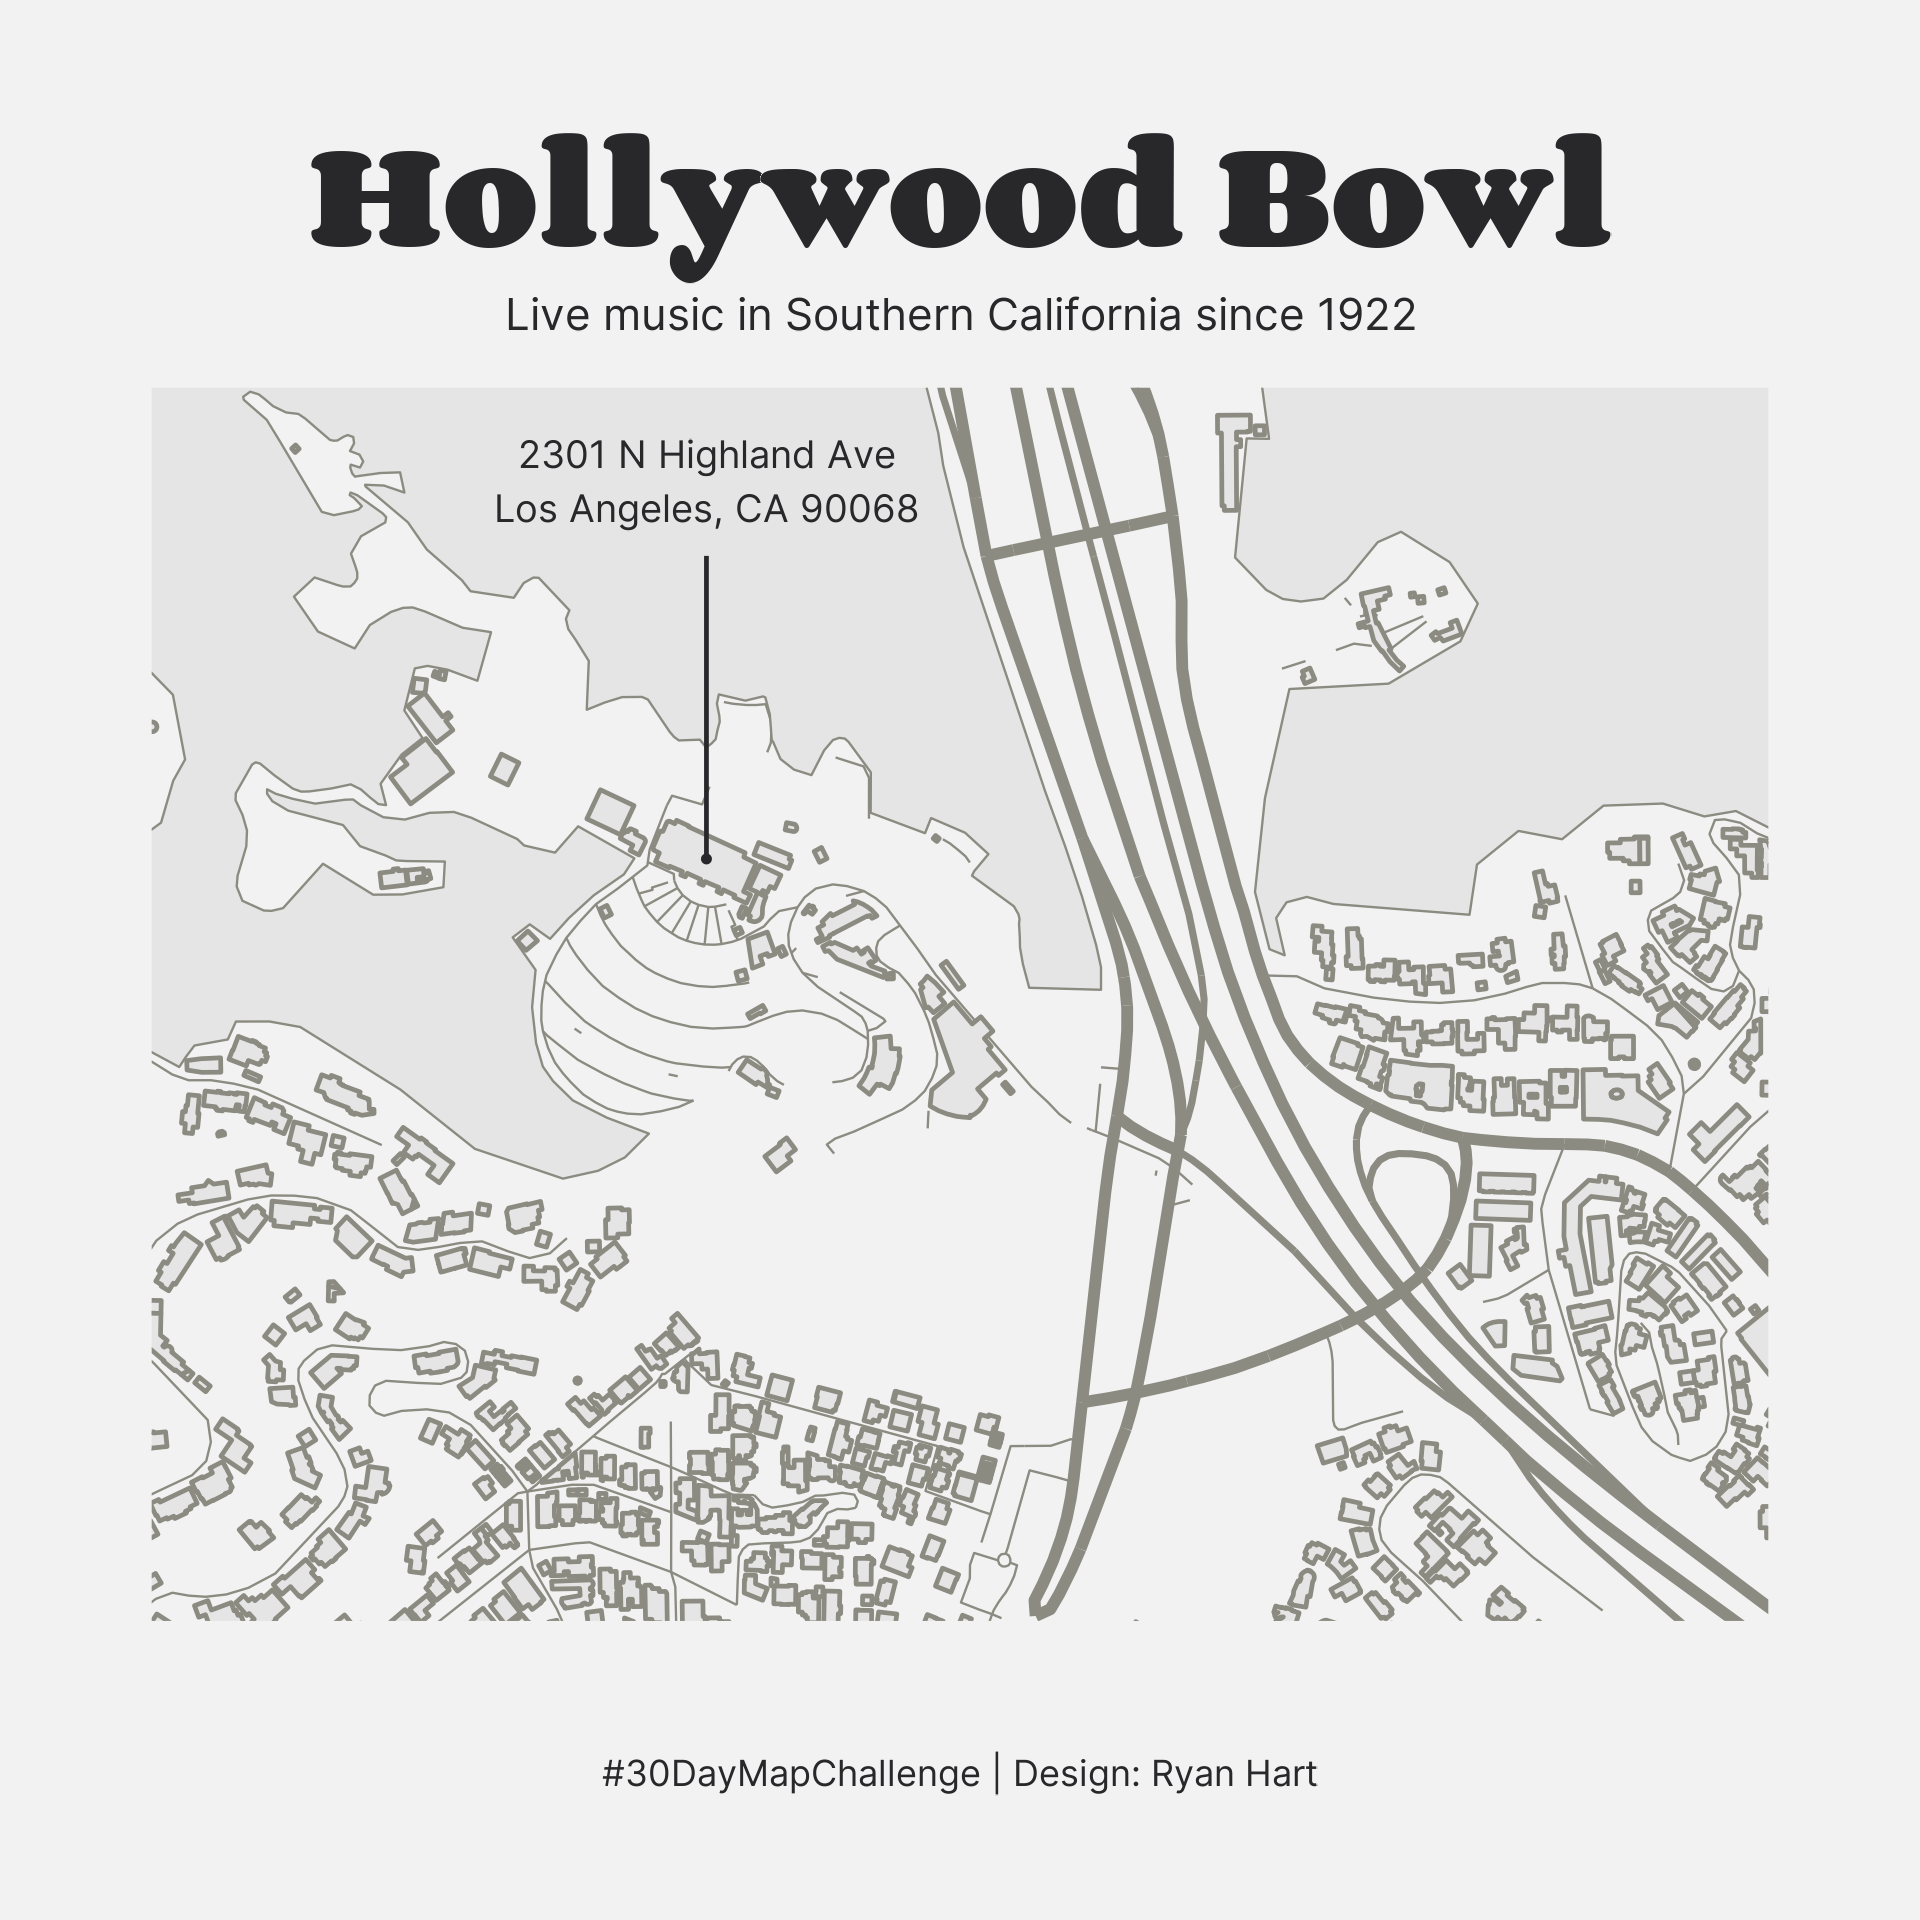 Hollywood Bowl
Live music in Southern California since 1922
2301 N Highland Ave
Los Angeles, CA 90068
#30DayMapChallenge | Design: Ryan Hart